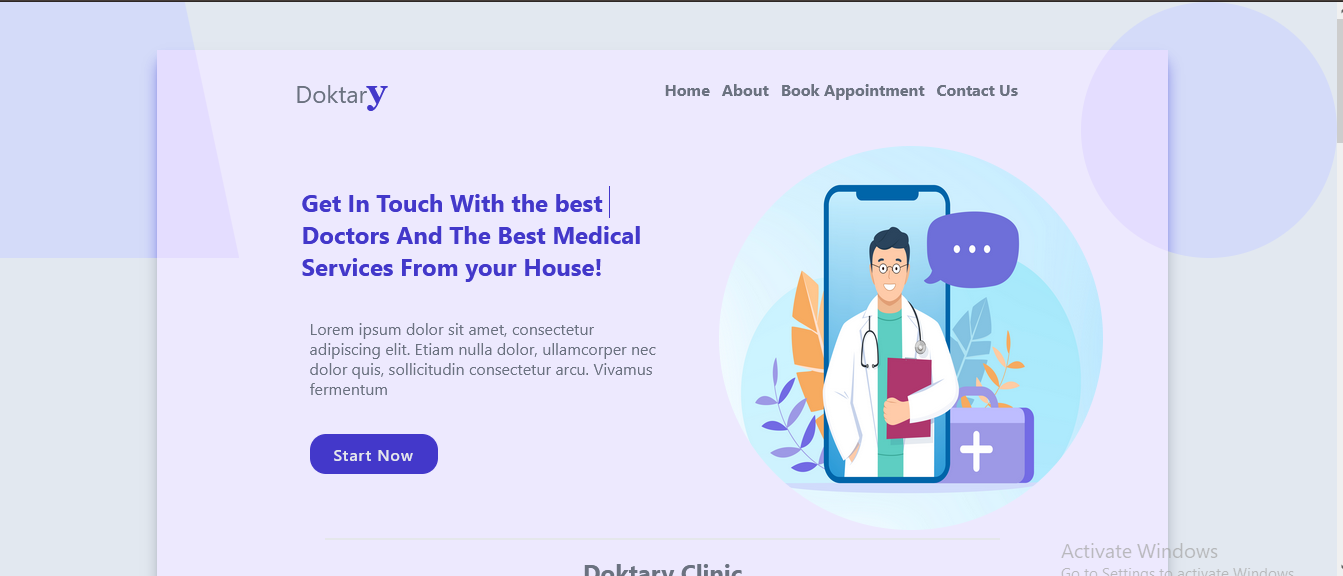 Doktary
Home About Book Appointment Contact Us
Get In Touch With the best
Doctors And The Best Medical
Services From your House!
Lorem ipsum dolor sit amet, consectetur
adipiscing elit. Etiam nulla dolor, ullamcorper nec
dolor quis, sollicitudin consectetur arcu. Vivamus
fermentum
Start Now
Doktary Clinic
Activate Windows
Go to Settings to activate Windows.